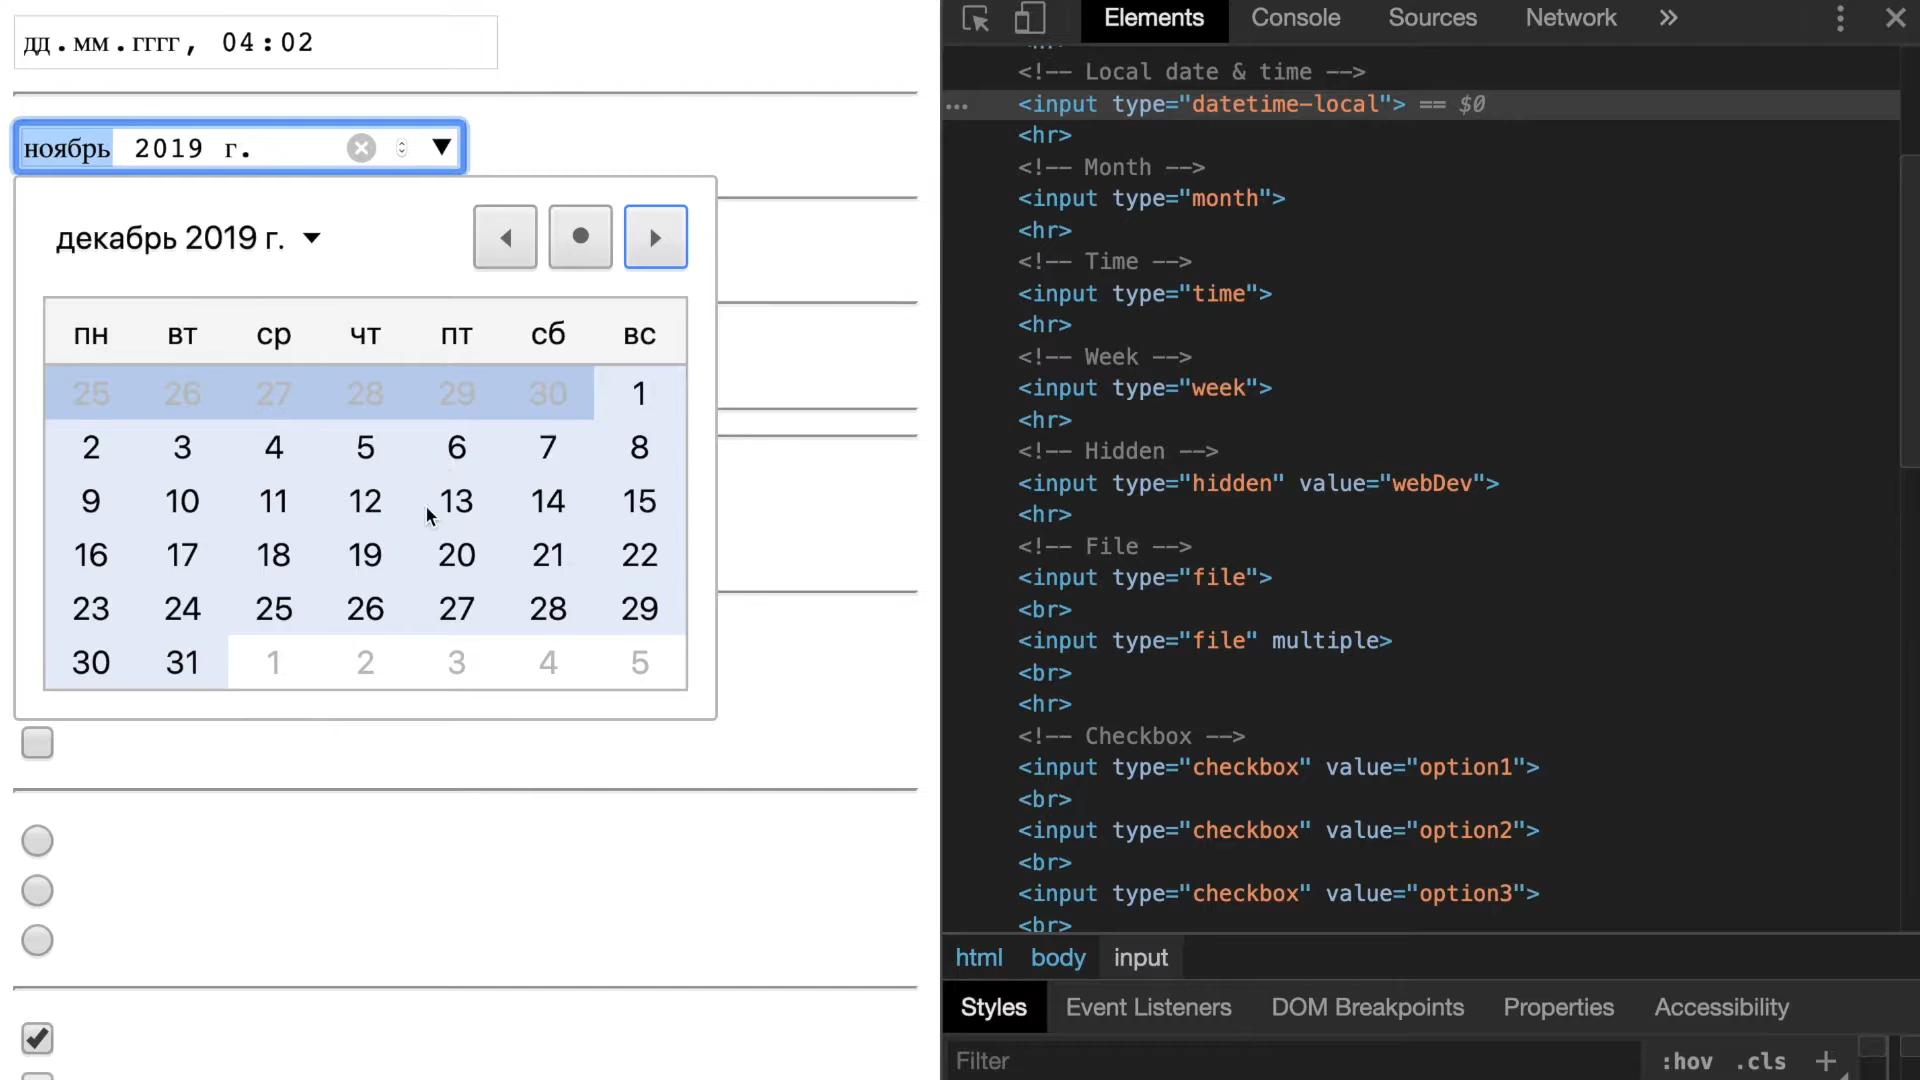 дд.мм.гггг, 04:02
ноябрь 2019 г.
декабрь 2019 г.
пн вт ср чт пт сб вс
25 26 27 28 29 30 1
2 3 4 5 6 7 8
9 10 11 12 13 14 15
16 17 18 19 20 21 22
23 24 25 26 27 28 29
30 31 1 2 3 4 5
Elements Console Sources Network »
<!-- Local date & time -->
<input type="datetime-local"> == $0
<hr>
<!-- Month -->
<input type="month">
<hr>
<!-- Time -->
<input type="time">
<hr>
<!-- Week -->
<input type="week">
<hr>
<!-- Hidden -->
<input type="hidden" value="webDev">
<hr>
<!-- File -->
<input type="file">
<br>
<input type="file" multiple>
<br>
<hr>
<!-- Checkbox -->
<input type="checkbox" value="option1">
<br>
<input type="checkbox" value="option2">
<br>
<input type="checkbox" value="option3">
<br>
html body input
Styles Event Listeners DOM Breakpoints Properties Accessibility
Filter :hov .cls +